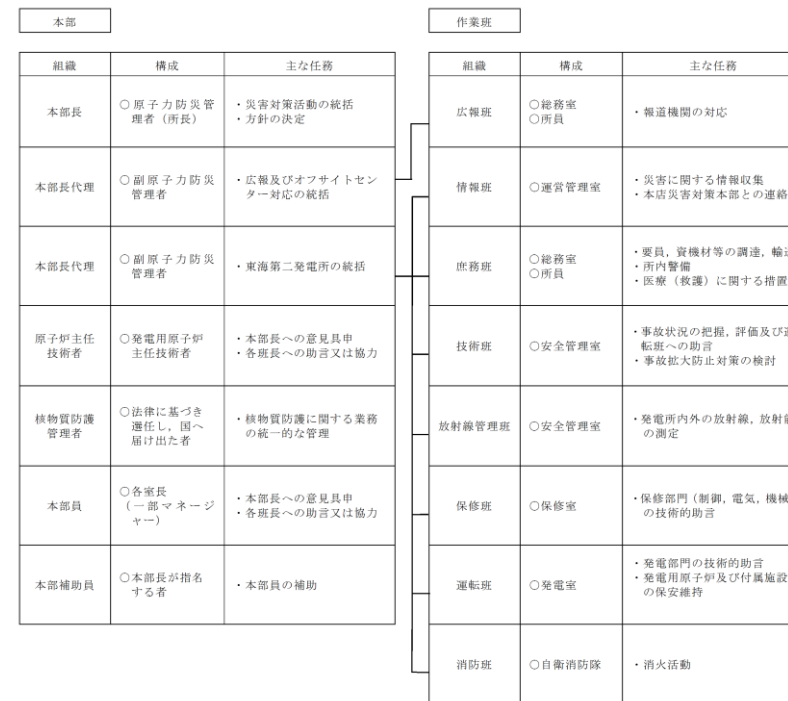 本部
組織 構成 主な任務
本部長
○原子力防災管
理者（所長）
・災害対策活動の統括
・方針の決定
本部長代理
○副原子力防災
管理者
・広報及びオフサイトセン
ター対応の統括
本部長代理
○副原子力防災
管理者
・東海第二発電所の統括
原子炉主任
技術者
○発電用原子炉
主任技術者
・本部長への意見具申
・各班長への助言又は協力
核物質防護
管理者
○法律に基づき
選任し，国へ
届け出た者
・核物質防護に関する業務
の統一的な管理
本部員
○各室長
（一部マネージ
ャー）
・本部長への意見具申
・各班長への助言又は協力
本部補助員
○本部長が指名
する者
・本部員の補助
作業班
組織 構成 主な任務
広報班
○総務室
○所員
・報道機関の対応
情報班
○運営管理室
・災害に関する情報収集
・本店災害対策本部との連絡
庶務班
○総務室
○所員
・要員，資機材等の調達，輸
・所内警備
・医療（救護）に関する措置
技術班
○安全管理室
・事故状況の把握，評価及び
転班への助言
・事故拡大防止対策の検討
放射線管理班
○安全管理室
・発電所内外の放射線，放射
の測定
保修班
○保修室
・保修部門（制御，電気，機械
の技術的助言
運転班
○発電室
・発電部門の技術的助言
・発電用原子炉及び付属施設
の保安維持
消防班
○自衛消防隊
・消火活動